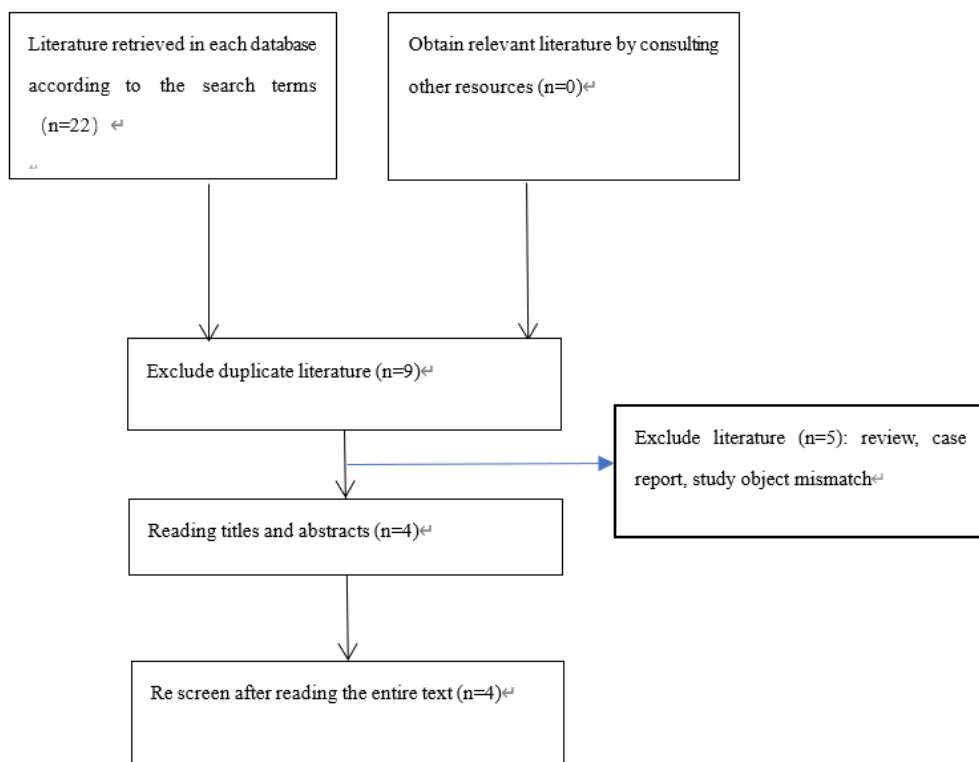 Literature retrieved in each database
according to the search terms
(n=22) ↵
↵
Obtain relevant literature by consulting
other resources (n=0)↵
Exclude duplicate literature (n=9)↵
Exclude literature (n=5): review, case
report, study object mismatch↵
Reading titles and abstracts (n=4)↵
Re screen after reading the entire text (n=4)↵